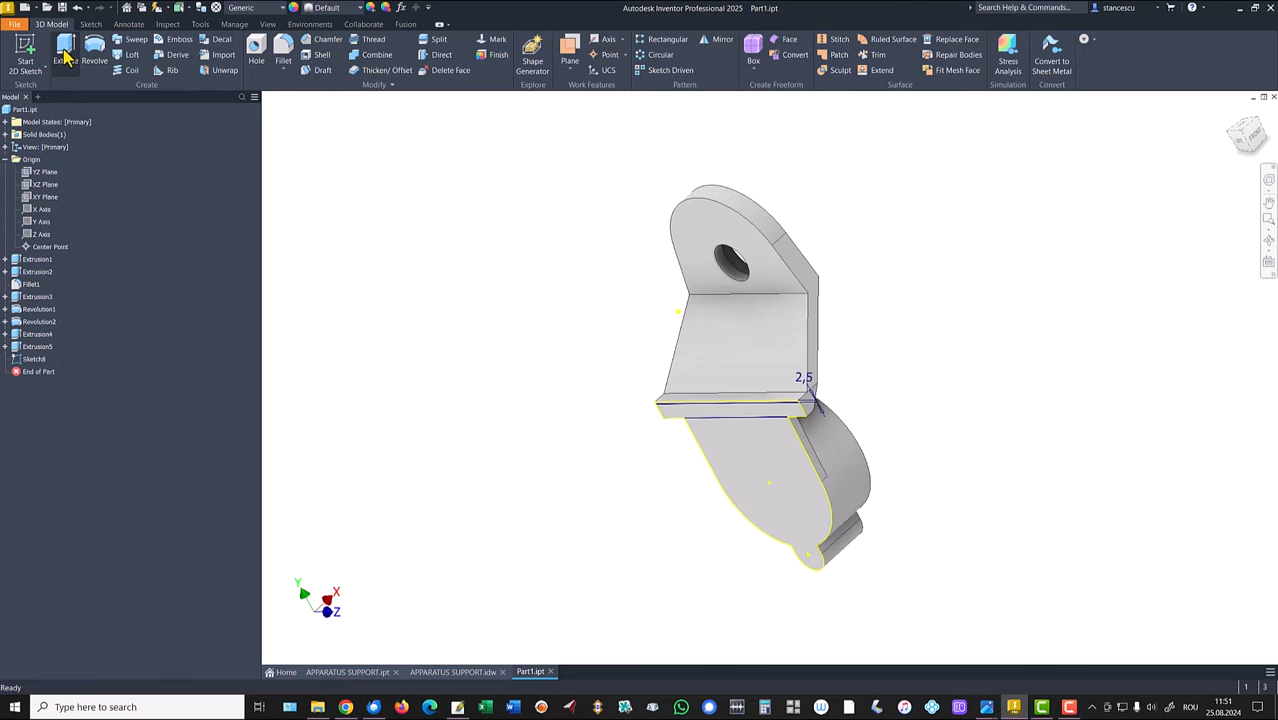 Generic
Default
Autodesk Inventor Professional 2025
Part1.ipt
Search Help & Commands...
stancescu
File
3D Model
Sketch
Annotate
Inspect
Tools
Manage
View
Environments
Collaborate
Fusion
Start
2D Sketch
Revolve
Sweep
Emboss
Decal
Loft
Derive
Import
Coil
Rib
Unwrap
Hole
Fillet
Chamfer
Thread
Split
Mark
Shell
Combine
Direct
Finish
Draft
Thicken/ Offset
Delete Face
Shape
Generator
Plane
Axis
Point
UCS
Rectangular
Mirror
Circular
Sketch Driven
Box
Face
Convert
Stitch
Ruled Surface
Replace Face
Patch
Trim
Repair Bodies
Sculpt
Extend
Fit Mesh Face
Stress
Analysis
Convert to
Sheet Metal
Sketch
Create
Modify
Explore
Work Features
Pattern
Create Freeform
Surface
Simulation
Convert
Model
Part1.ipt
Model States: [Primary]
Solid Bodies(1)
View: [Primary]
Origin
YZ Plane
XZ Plane
XY Plane
X Axis
Y Axis
Z Axis
Center Point
Extrusion1
Extrusion2
Fillet1
Extrusion3
Revolution1
Revolution2
Extrusion4
Extrusion5
Sketch8
End of Part
2,5
FRONT
Y
X
Z
Home
APPARATUS SUPPORT.ipt
APPARATUS SUPPORT.idw
Part1.ipt
Ready
1
3
Type here to search
ROU
11:51
25.08.2024